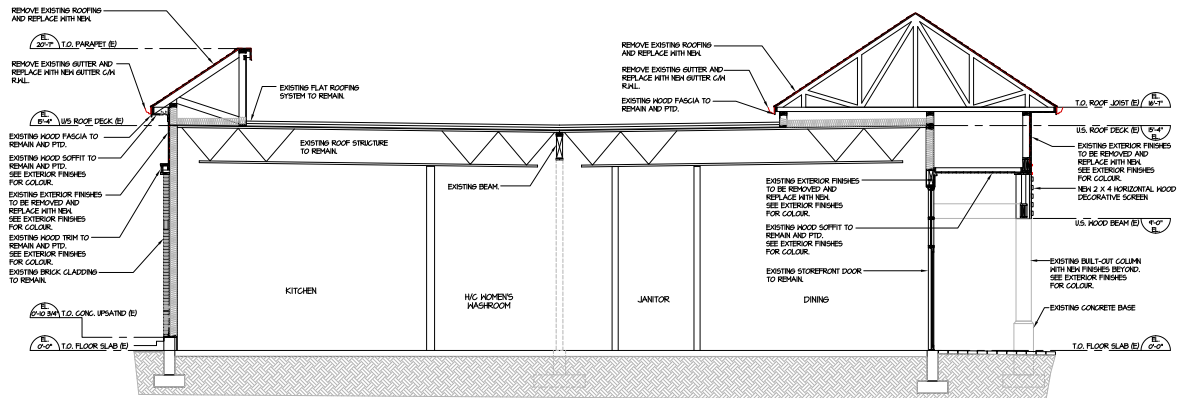 REMOVE EXISTING ROOFING
AND REPLACE WITH NEW.
EL.
20'-7"
T.O. PARAPET (E)
REMOVE EXISTING GUTTER AND
REPLACE WITH NEW GUTTER C/W
R.W.L.
EXISTING FLAT ROOFING
SYSTEM TO REMAIN.
EL.
15'-4"
U/S ROOF DECK (E)
EXISTING WOOD FASCIA TO
REMAIN AND PTD.
EXISTING WOOD SOFFIT TO
REMAIN AND PTD.
SEE EXTERIOR FINISHES
FOR COLOUR.
EXISTING EXTERIOR FINISHES
TO BE REMOVED AND
REPLACE WITH NEW.
SEE EXTERIOR FINISHES
FOR COLOUR.
EXISTING WOOD TRIM TO
REMAIN AND PTD.
SEE EXTERIOR FINISHES
FOR COLOUR.
EXISTING BRICK CLADDING
TO REMAIN.
EL.
0'-10 3/4"
T.O. CONC. UPSATND (E)
EL.
0'-0"
T.O. FLOOR SLAB (E)
EXISTING ROOF STRUCTURE
TO REMAIN.
EXISTING BEAM.
KITCHEN
H/C WOMEN'S
WASHROOM
JANITOR
DINING
REMOVE EXISTING ROOFING
AND REPLACE WITH NEW.
REMOVE EXISTING GUTTER AND
REPLACE WITH NEW GUTTER C/W
R.W.L.
EXISTING WOOD FASCIA TO
REMAIN AND PTD.
EXISTING EXTERIOR FINISHES
TO BE REMOVED AND
REPLACE WITH NEW.
SEE EXTERIOR FINISHES
FOR COLOUR.
EXISTING WOOD SOFFIT TO
REMAIN AND PTD.
SEE EXTERIOR FINISHES
FOR COLOUR.
EXISTING STOREFRONT DOOR
TO REMAIN.
T.O. ROOF JOIST (E)
EL.
16'-7"
U.S. ROOF DECK (E)
15'-4"
EL.
EXISTING EXTERIOR FINISHES
TO BE REMOVED AND
REPLACE WITH NEW.
SEE EXTERIOR FINISHES
FOR COLOUR.
NEW 2 X 4 HORIZONTAL WOOD
DECORATIVE SCREEN
U.S. WOOD BEAM (E)
9'-0"
EL.
EXISTING BUILT-OUT COLUMN
WITH NEW FINISHES BEYOND.
SEE EXTERIOR FINISHES
FOR COLOUR.
EXISTING CONCRETE BASE
T.O. FLOOR SLAB (E)
EL.
0'-0"